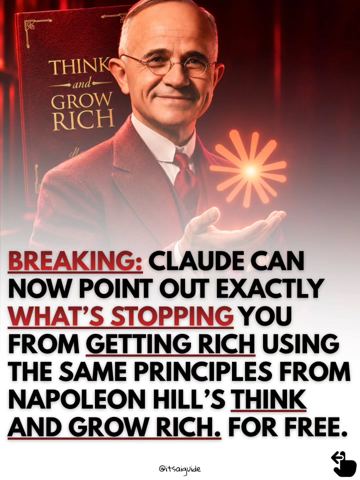 THINK
and
GROW
RICH
BREAKING: CLAUDE CAN
NOW POINT OUT EXACTLY
WHAT'S STOPPING YOU
FROM GETTING RICH USING
THE SAME PRINCIPLES FROM
NAPOLEON HILL'S THINK
AND GROW RICH. FOR FREE.
@itsaiguide